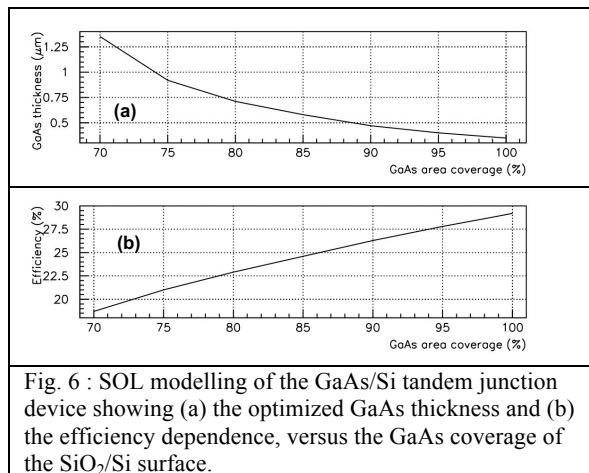 GaAs thickness (μm)
1.25
1
0.75
0.5
(a)
70 75 80 85 90 95 100
GaAs area coverage (%)
Efficiency (%)
30
27.5
25
22.5
20
(b)
70 75 80 85 90 95 100
GaAs area coverage (%)
Fig. 6 : SOL modelling of the GaAs/Si tandem junction
device showing (a) the optimized GaAs thickness and (b)
the efficiency dependence, versus the GaAs coverage of
the SiO₂/Si surface.